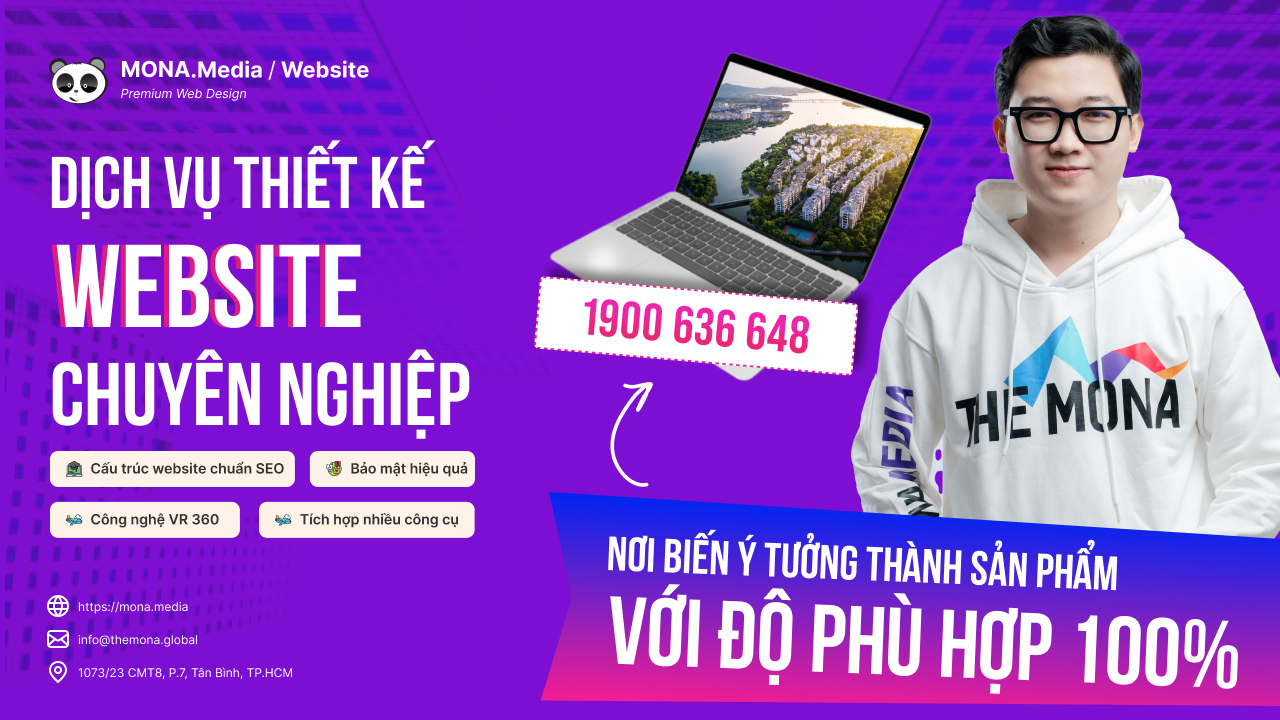 MONA.Media / Website
Premium Web Design
DỊCH VỤ THIẾT KẾ
WEBSITE
CHUYÊN NGHIỆP
Cấu trúc website chuẩn SEO
Bảo mật hiệu quả
Công nghệ VR 360
Tích hợp nhiều công cụ
https://mona.media
info@themona.global
1073/23 CMT8, P.7, Tân Bình, TP.HCM
1900 636 648
THE MONA
MEDIA
NƠI BIẾN Ý TƯỞNG THÀNH SẢN PHẨM
VỚI ĐỘ PHÙ HỢP 100%